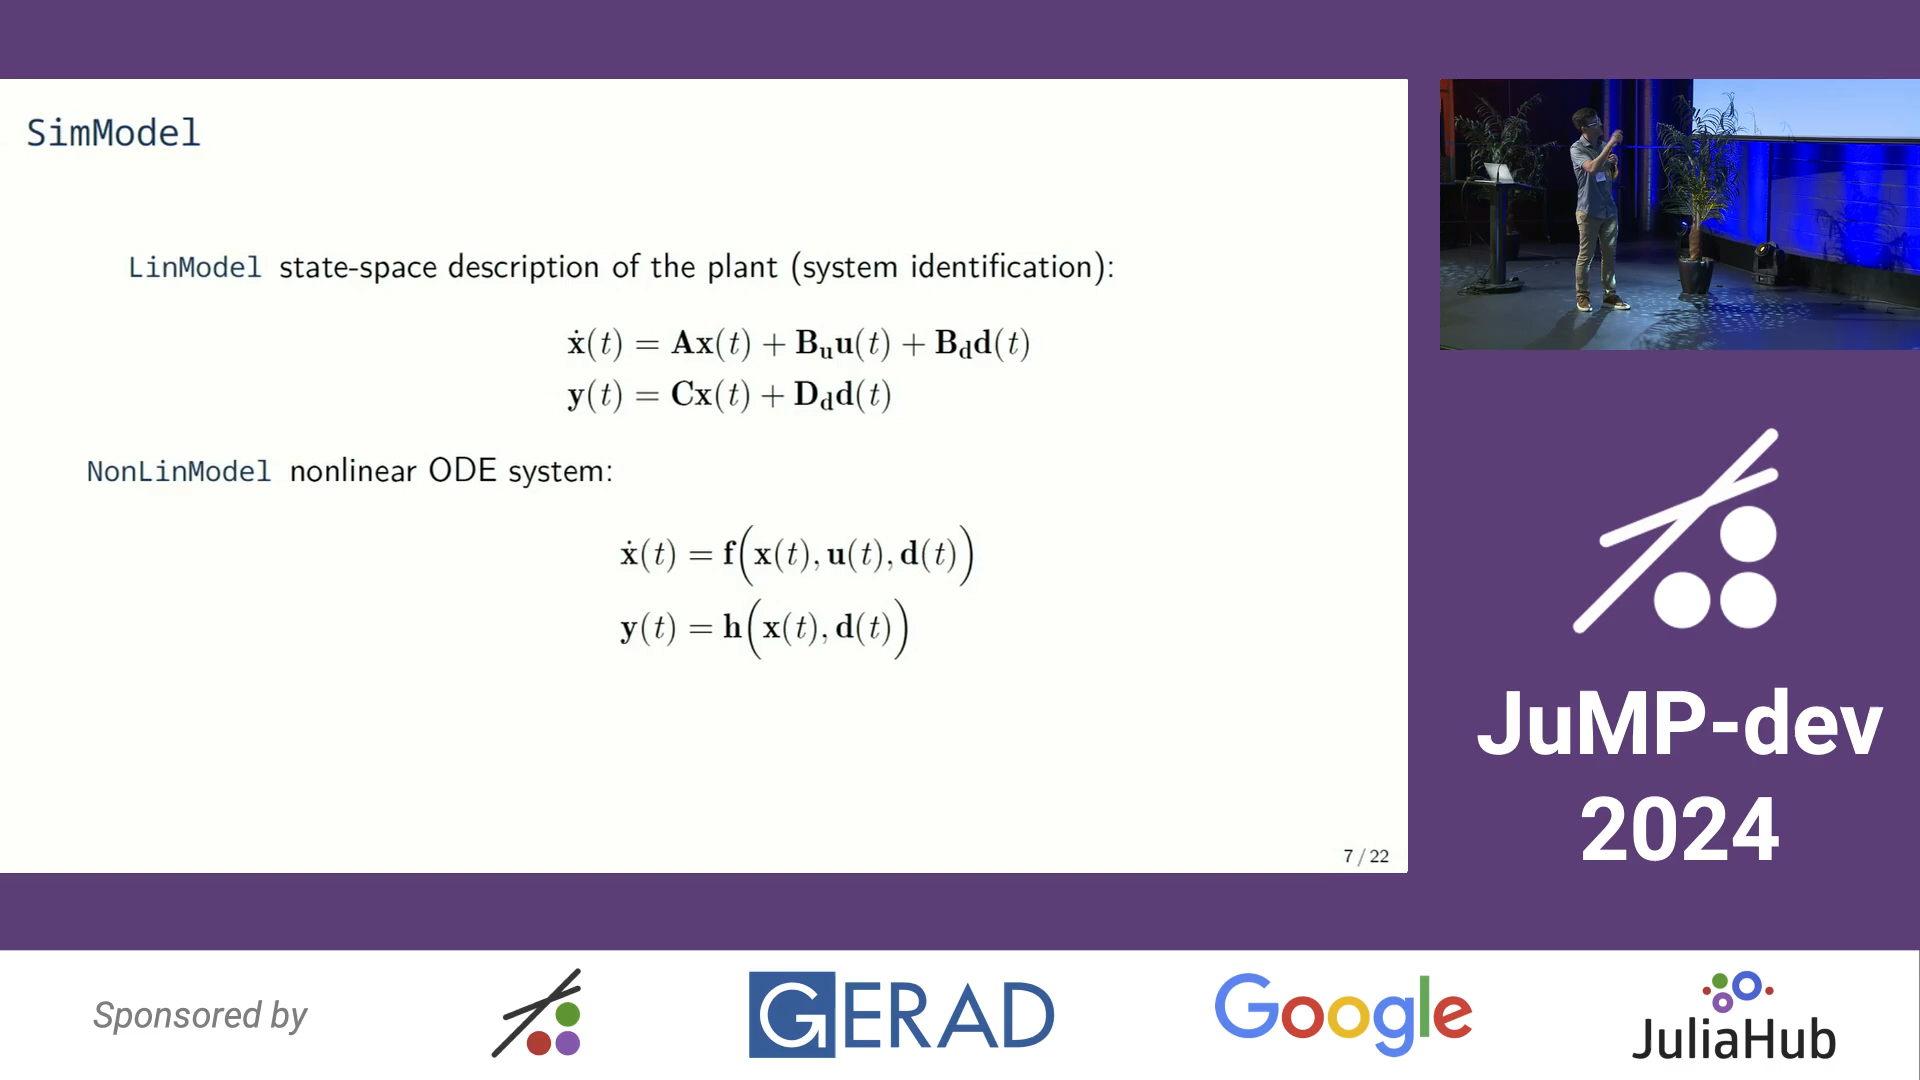 SimModel
LinModel state-space description of the plant (system identification):
ẋ(t) = Ax(t) + B_u u(t) + B_d d(t)
y(t) = Cx(t) + D_d d(t)
NonLinModel nonlinear ODE system:
ẋ(t) = f(x(t), u(t), d(t))
y(t) = h(x(t), d(t))
7 / 22
JuMP-dev
2024
Sponsored by
GERAD
Google
JuliaHub